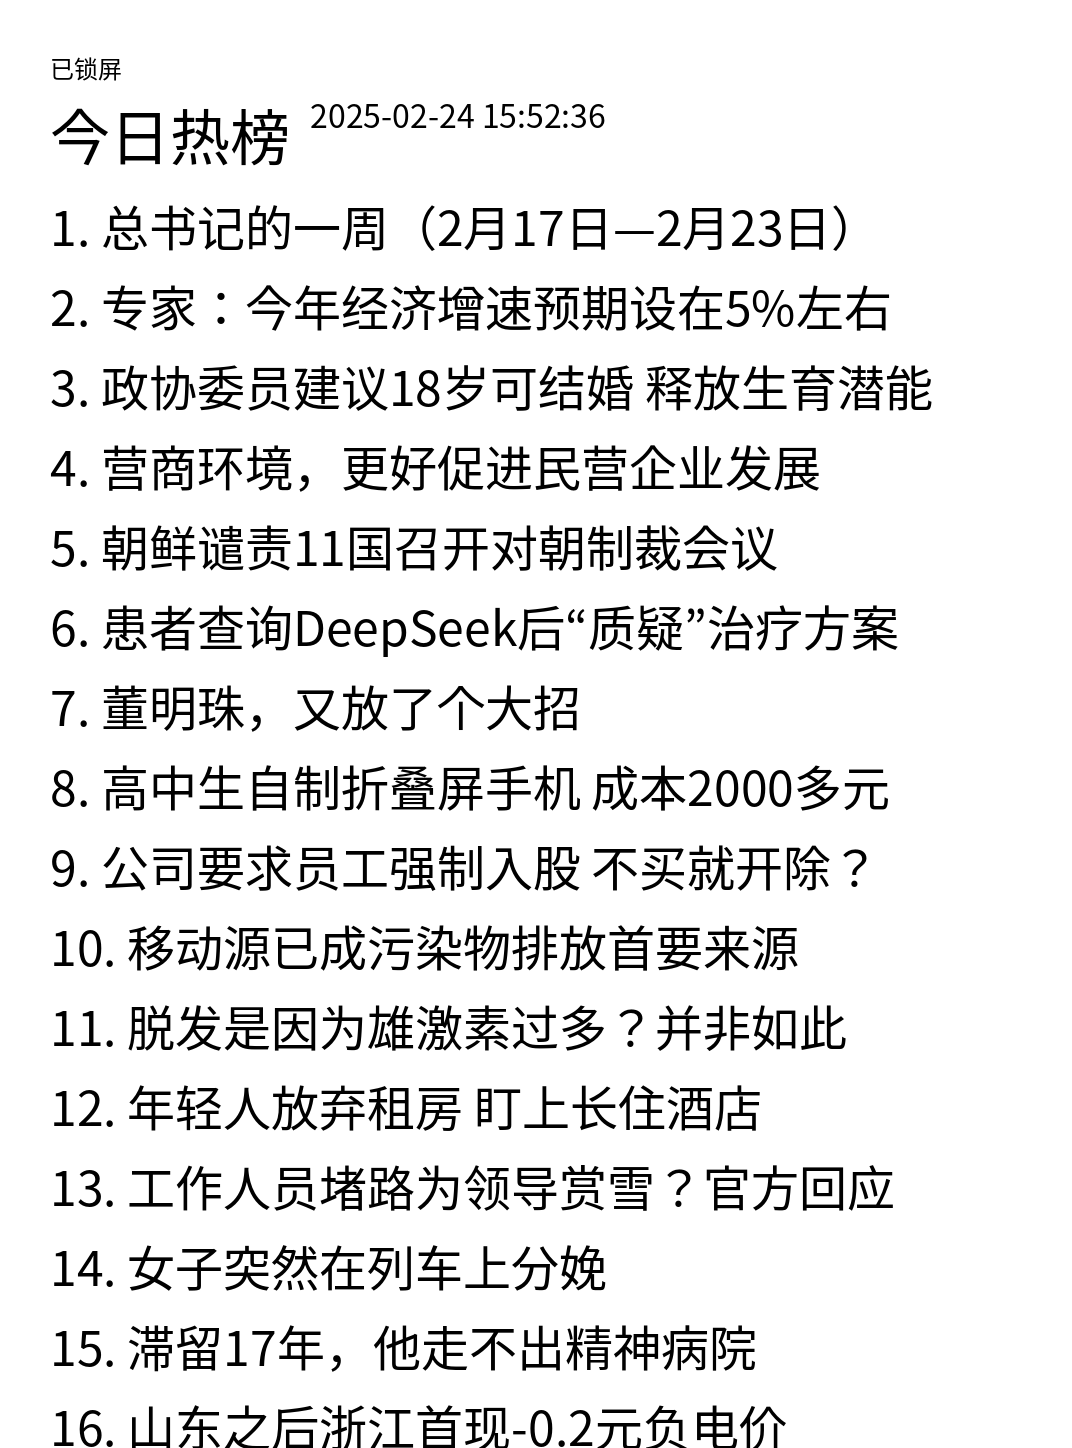 已锁屏
今日热榜 2025-02-24 15:52:36
1. 总书记的一周（2月17日—2月23日）
2. 专家：今年经济增速预期设在5%左右
3. 政协委员建议18岁可结婚 释放生育潜能
4. 营商环境，更好促进民营企业发展
5. 朝鲜谴责11国召开对朝制裁会议
6. 患者查询DeepSeek后“质疑”治疗方案
7. 董明珠，又放了个大招
8. 高中生自制折叠屏手机 成本2000多元
9. 公司要求员工强制入股 不买就开除？
10. 移动源已成污染物排放首要来源
11. 脱发是因为雄激素过多？并非如此
12. 年轻人放弃租房 盯上长住酒店
13. 工作人员堵路为领导赏雪？官方回应
14. 女子突然在列车上分娩
15. 滞留17年，他走不出精神病院
16. 山东之后浙江首现-0.2元负电价